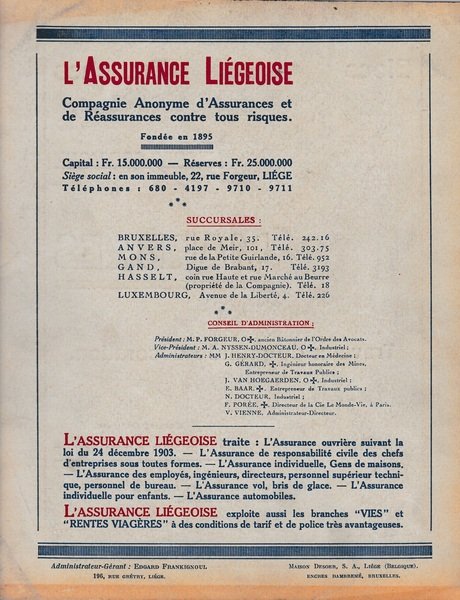 L'ASSURANCE LIÉGEOISE
Compagnie Anonyme d'Assurances et
de Réassurances contre tous risques.
Fondée en 1895
Capital : Fr. 15.000.000 — Réserves : Fr. 25.000.000
Siège social : en son immeuble, 22, rue Forgeur, LIÉGE
Téléphones : 680 - 4197 - 9710 - 9711
SUCCURSALES :
BRUXELLES, rue Royale, 35. Télé. 242.16
ANVERS, place de Meir, 101, Télé. 303.75
MONS, rue de la Petite Guirlande, 16. Télé. 952
GAND, Digue de Brabant, 17. Télé. 3193
HASSELT, coin rue Haute et rue Marché au Beurre
(propriété de la Compagnie). Télé. 18
LUXEMBOURG, Avenue de la Liberté, 4. Télé. 226
CONSEIL D'ADMINISTRATION :
Président : M. P. FORGEUR, O✠. ancien Bâtonnier de l'Ordre des Avocats.
Vice-Président : M. A. NYSSEN-DUMONCEAU, O✠. Industriel ;
Administrateurs : MM J. HENRY-DOCTEUR, Docteur en Médecine ;
G. GÉRARD, ✠, Ingénieur honoraire des Mines,
Entrepreneur de Travaux Publics ;
J. VAN HOEGAERDEN, O✠, Industriel ;
E. BAAR, ✠, Entrepreneur de Travaux publics ;
N. DOCTEUR, Industriel ;
F. PORÉE, ✠, Directeur de la Cie Le Monde-Vie, à Paris.
V. VIENNE, Administrateur-Directeur.
L'ASSURANCE LIÉGEOISE traite : L'Assurance ouvrière suivant la
loi du 24 décembre 1903. — L'Assurance de responsabilité civile des chefs
d'entreprises sous toutes formes. — L'Assurance individuelle, Gens de maisons.
— L'Assurance des employés, ingénieurs, directeurs, personnel supérieur techni-
que, personnel de bureau. — L'Assurance vol, bris de glace. — L'Assurance
individuelle pour enfants. — L'Assurance automobiles.
L'ASSURANCE LIÉGEOISE exploite aussi les branches "VIES" et
"RENTES VIAGÈRES" à des conditions de tarif et de police très avantageuses.
Administrateur-Gérant : EDGARD FRANKIGNOUL
196, RUE GRÉTRY, LIÉGE.
MAISON DESOER, S. A., LIÉGE (BELGIQUE).
ENCRES DAMBREMÉ, BRUXELLES.